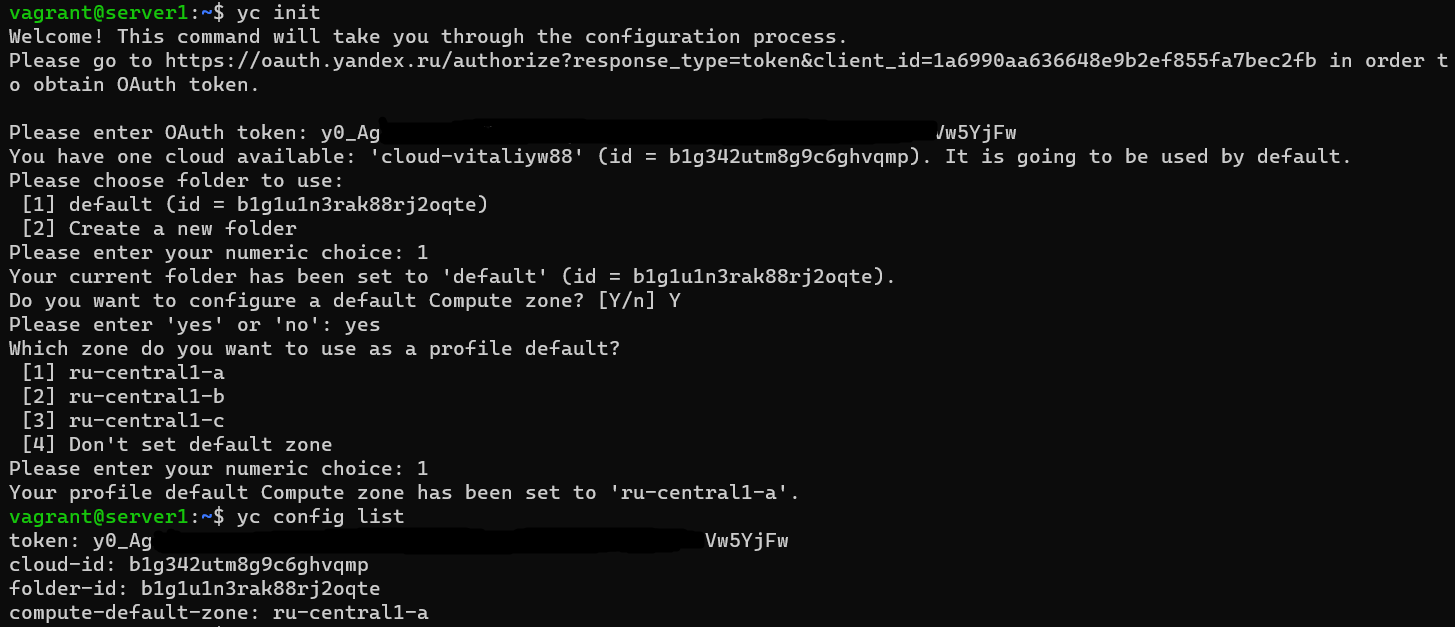 vagrant@server1:~$ yc init
Welcome! This command will take you through the configuration process.
Please go to https://oauth.yandex.ru/authorize?response_type=token&client_id=1a6990aa636648e9b2ef855fa7bec2fb in order t
o obtain OAuth token.
Please enter OAuth token: y0_Ag Vw5YjFw
You have one cloud available: 'cloud-vitaliyw88' (id = b1g342utm8g9c6ghvqmp). It is going to be used by default.
Please choose folder to use:
[1] default (id = b1g1u1n3rak88rj2oqte)
[2] Create a new folder
Please enter your numeric choice: 1
Your current folder has been set to 'default' (id = b1g1u1n3rak88rj2oqte).
Do you want to configure a default Compute zone? [Y/n] Y
Please enter 'yes' or 'no': yes
Which zone do you want to use as a profile default?
[1] ru-central1-a
[2] ru-central1-b
[3] ru-central1-c
[4] Don't set default zone
Please enter your numeric choice: 1
Your profile default Compute zone has been set to 'ru-central1-a'.
vagrant@server1:~$ yc config list
token: y0_Ag Vw5YjFw
cloud-id: b1g342utm8g9c6ghvqmp
folder-id: b1g1u1n3rak88rj2oqte
compute-default-zone: ru-central1-a